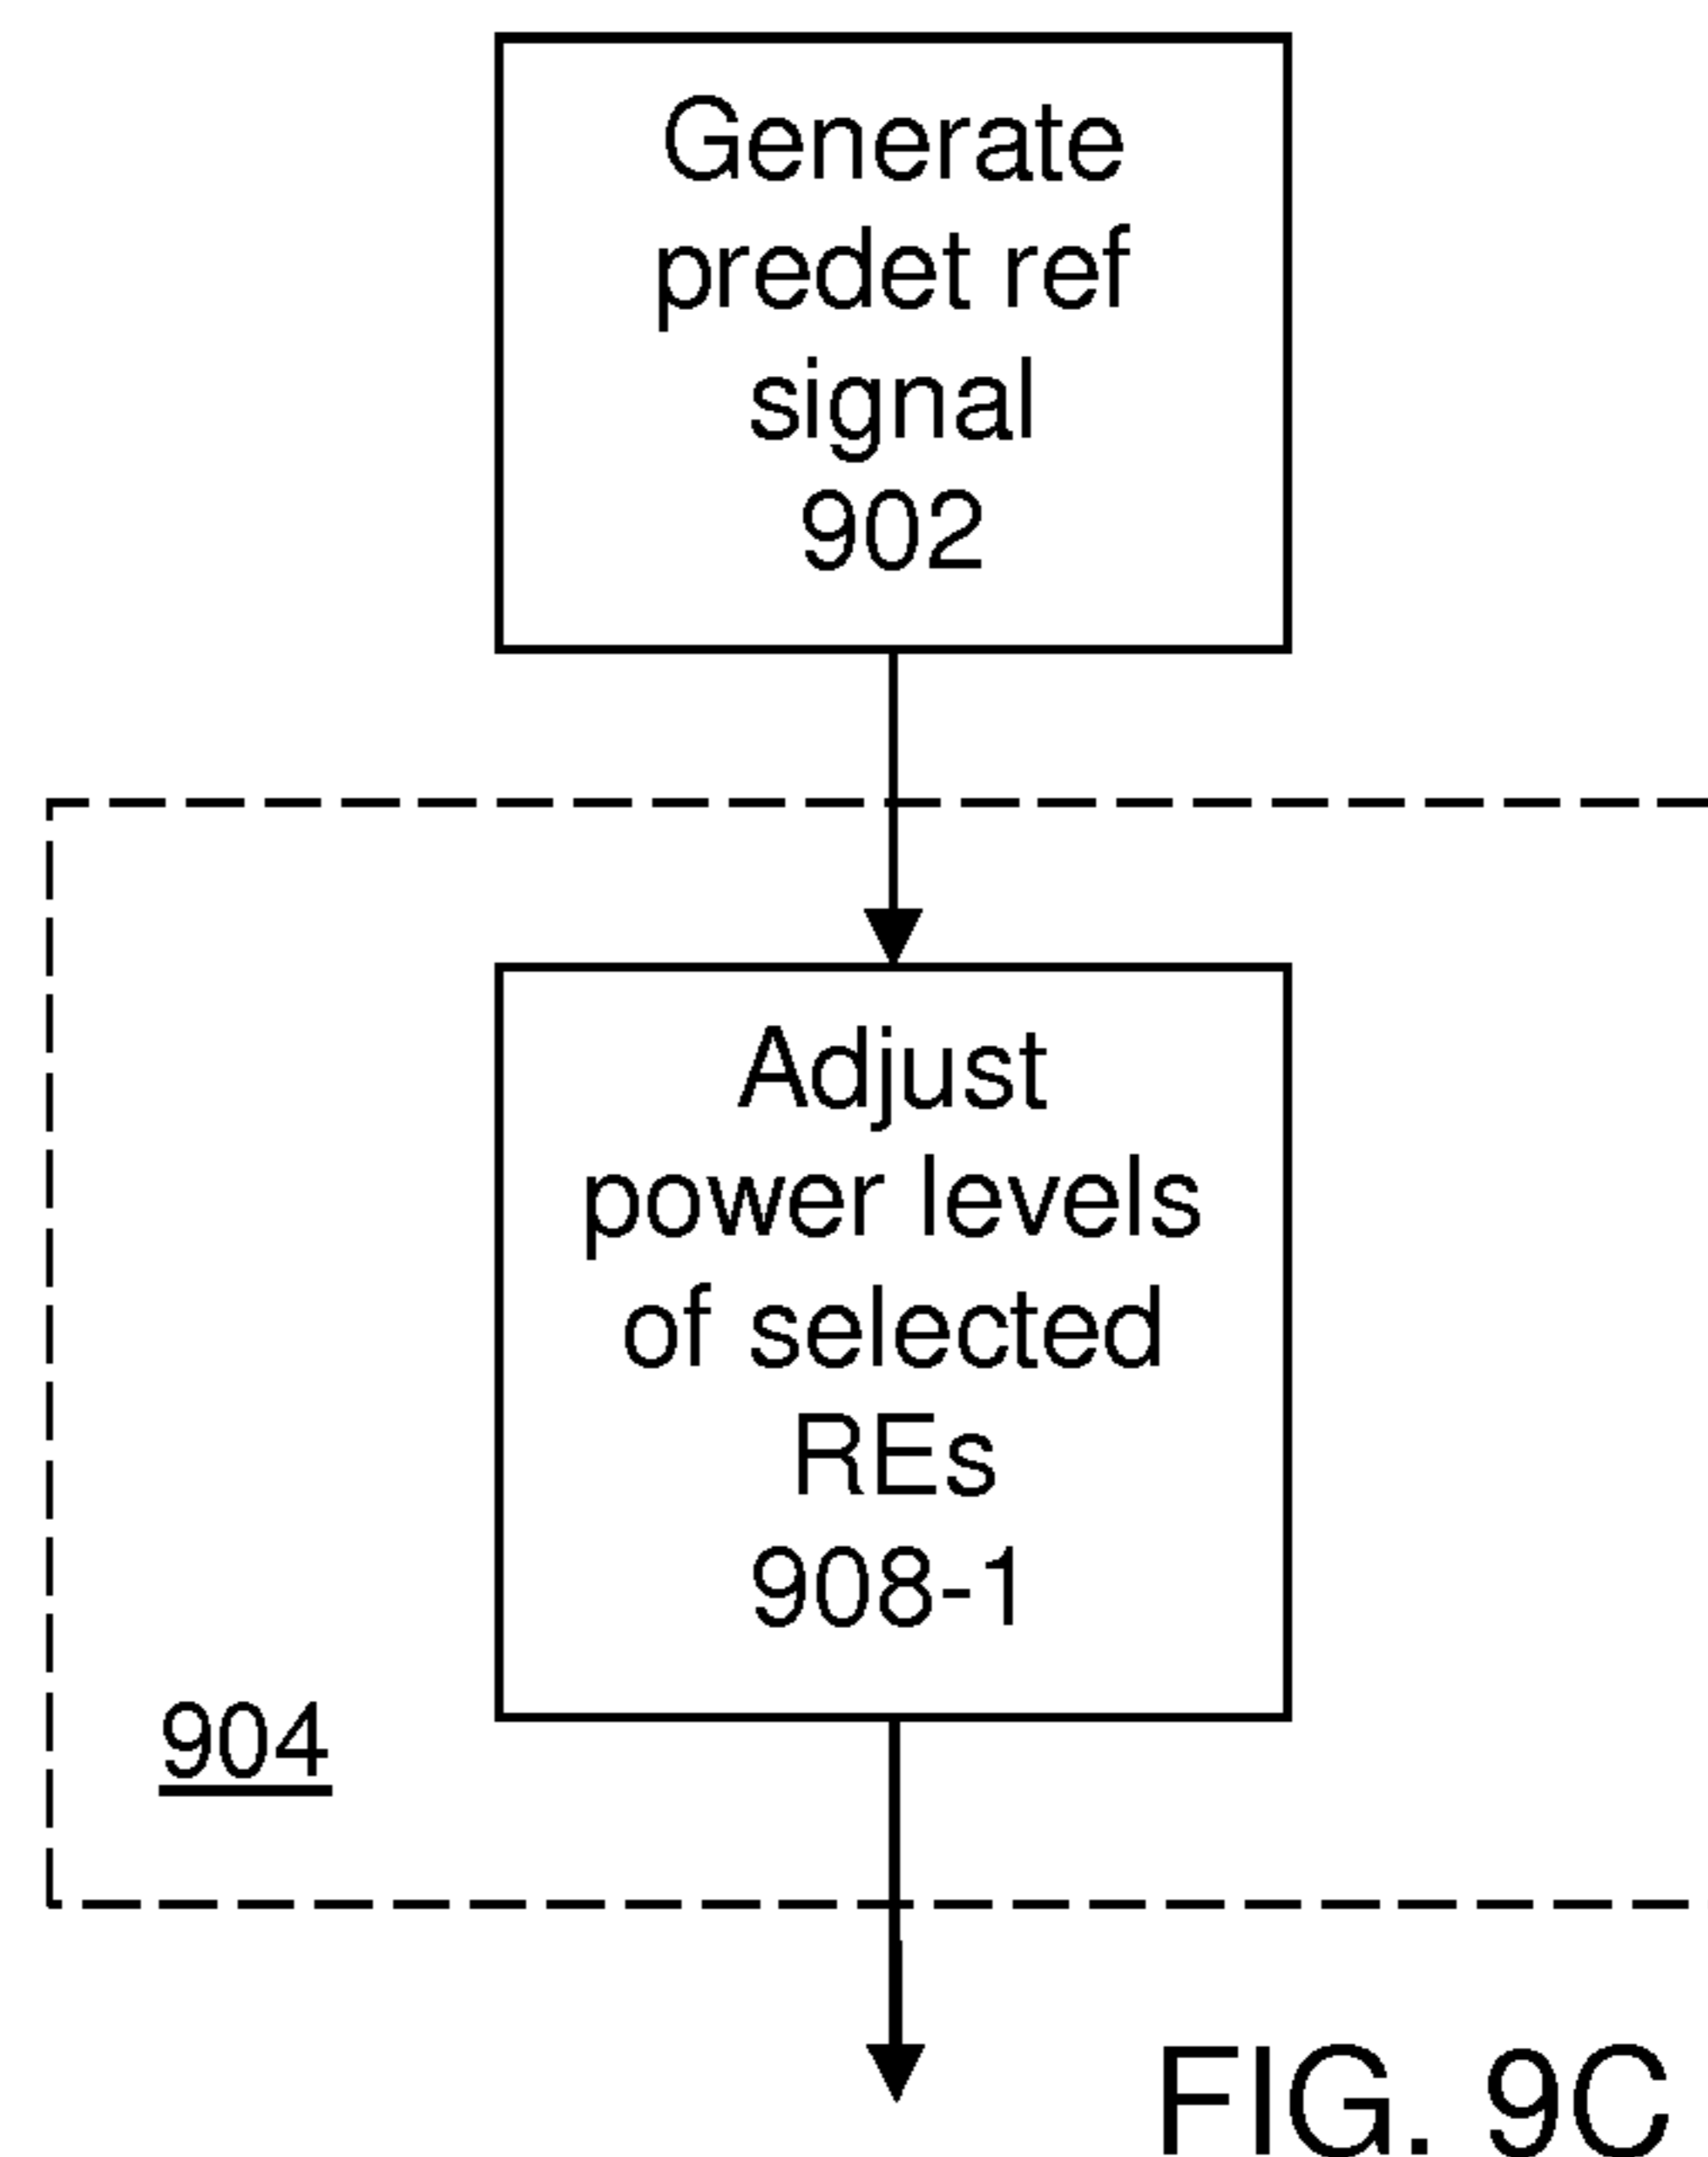 Generate
predet ref
signal
902
Adjust
power levels
of selected
REs
908-1
904
FIG. 9C